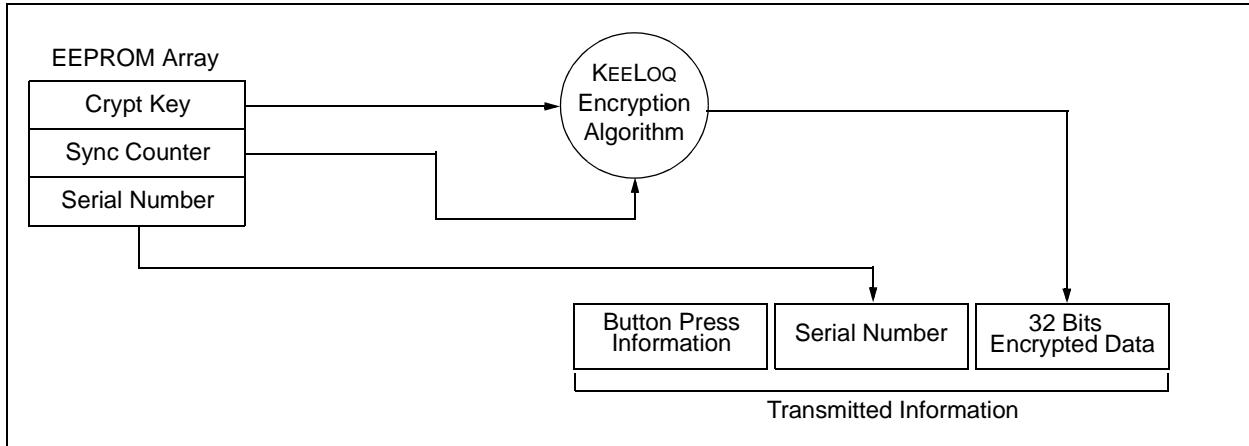 EEPROM Array
Crypt Key
Sync Counter
Serial Number
KEELOQ
Encryption
Algorithm
Button Press
Information
Serial Number
32 Bits
Encrypted Data
Transmitted Information